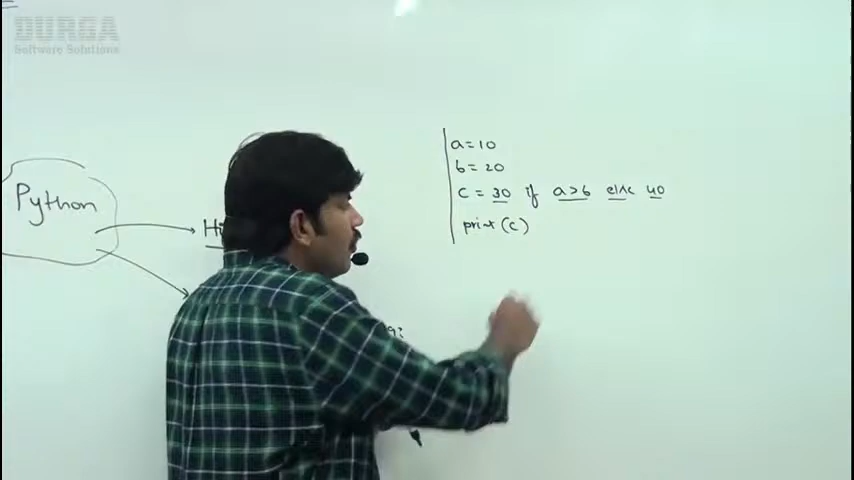 DURGA
Software Solutions
Python
a=10
b=20
c = 30 if a>b else 40
print(c)